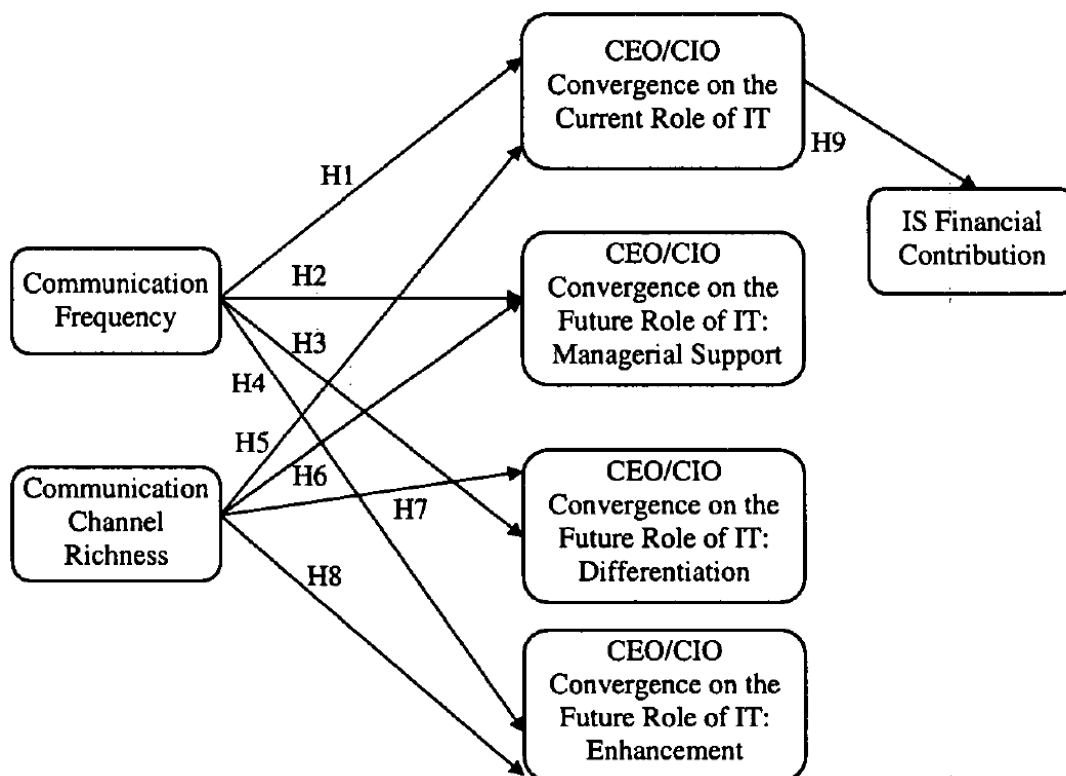 CEO/CIO
Convergence on the
Current Role of IT
H9
H1
IS Financial
Contribution
Communication
Frequency
H2
CEO/CIO
Convergence on the
Future Role of IT:
Managerial Support
H3
H4
H5
Communication
Channel
Richness
H6
H7
CEO/CIO
Convergence on the
Future Role of IT:
Differentiation
H8
CEO/CIO
Convergence on the
Future Role of IT:
Enhancement